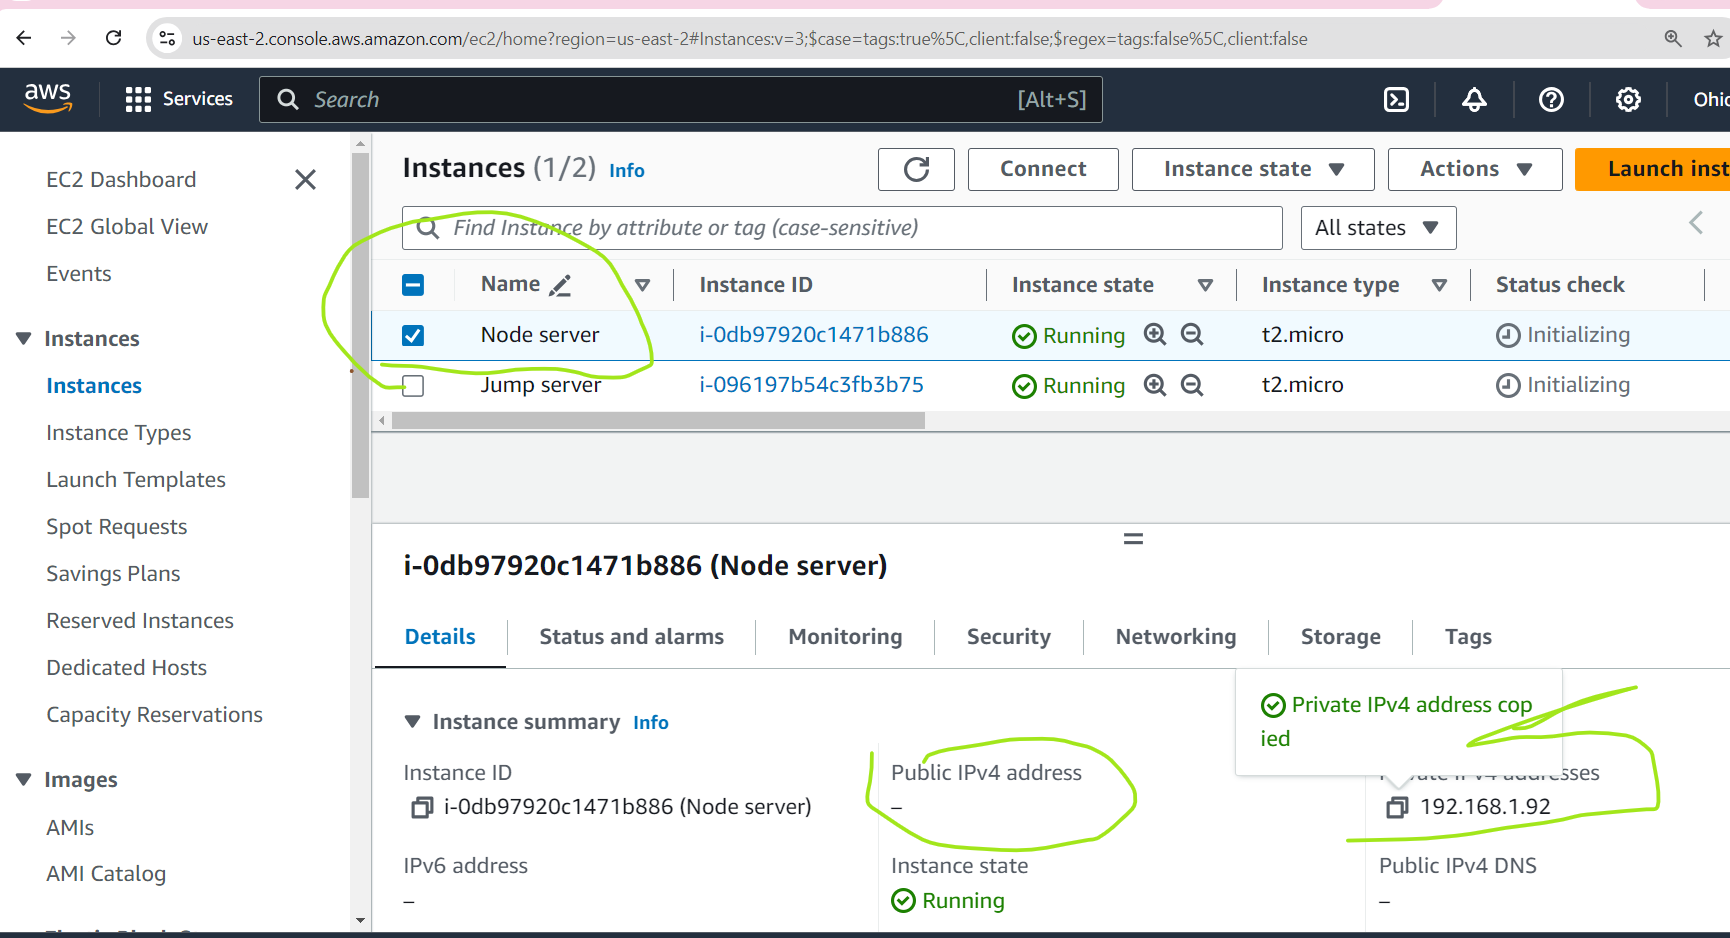 us-east-2.console.aws.amazon.com/ec2/home?region=us-east-2#Instances:v=3;$case=tags:true%5C,client:false;$regex=tags:false%5C,client:false
aws
Services
Search
[Alt+S]
Ohio
EC2 Dashboard
EC2 Global View
Events
Instances
Instances
Instance Types
Launch Templates
Spot Requests
Savings Plans
Reserved Instances
Dedicated Hosts
Capacity Reservations
Images
AMIs
AMI Catalog
Instances (1/2) Info
Connect
Instance state
Actions
Launch inst
Find Instance by attribute or tag (case-sensitive)
All states
Name Instance ID Instance state Instance type Status check
Node server i-0db97920c1471b886 Running t2.micro Initializing
Jump server i-096197b54c3fb3b75 Running t2.micro Initializing
i-0db97920c1471b886 (Node server)
Details Status and alarms Monitoring Security Networking Storage Tags
Instance summary Info
Private IPv4 address cop
ied
Instance ID
i-0db97920c1471b886 (Node server)
Public IPv4 address
–
Private IPv4 addresses
192.168.1.92
IPv6 address
–
Instance state
Running
Public IPv4 DNS
–